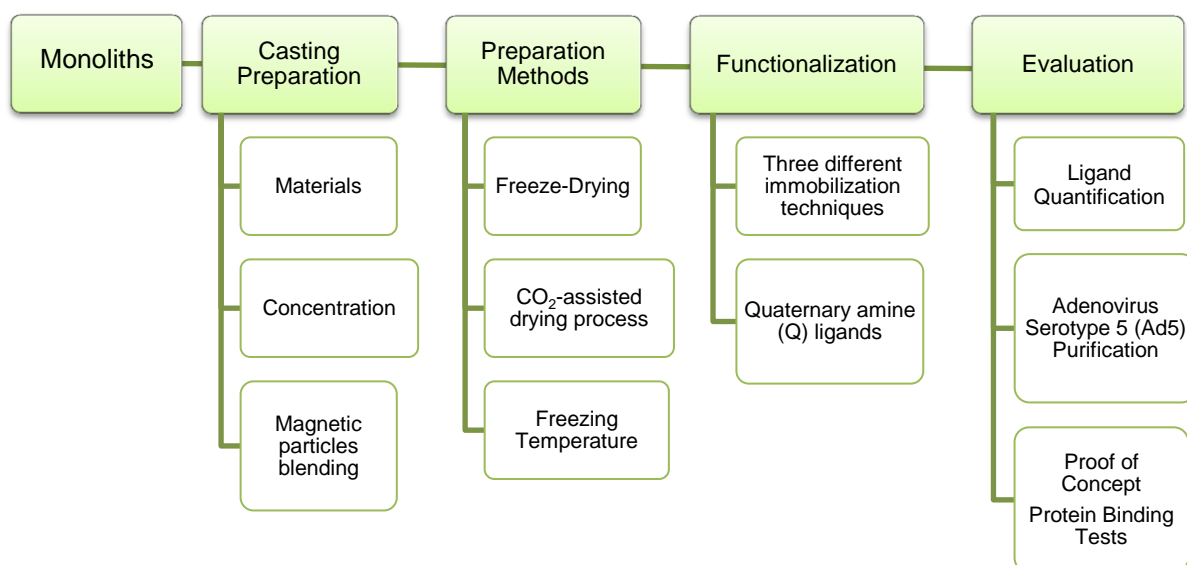 Monoliths
Casting
Preparation
Materials
Concentration
Magnetic
particles
blending
Preparation
Methods
Freeze-Drying
CO₂-assisted
drying process
Freezing
Temperature
Functionalization
Three different
immobilization
techniques
Quaternary amine
(Q) ligands
Evaluation
Ligand
Quantification
Adenovirus
Serotype 5 (Ad5)
Purification
Proof of
Concept
Protein Binding
Tests